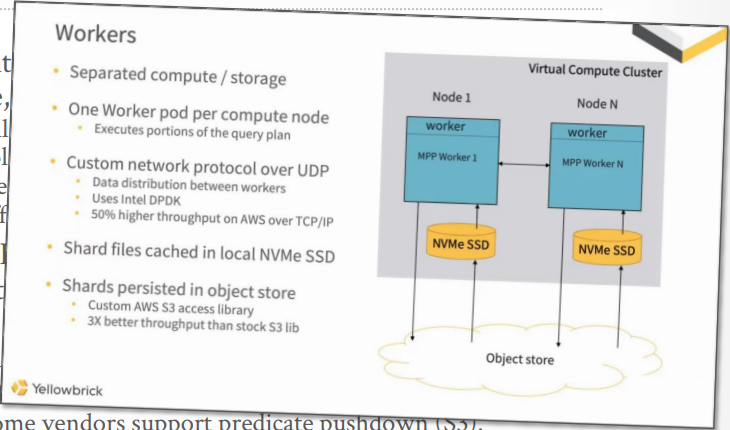 Workers
• Separated compute / storage
• One Worker pod per compute node
• Executes portions of the query plan
• Custom network protocol over UDP
• Data distribution between workers
• Uses Intel DPDK
• 50% higher throughput on AWS over TCP/IP
• Shard files cached in local NVMe SSD
• Shards persisted in object store
• Custom AWS S3 access library
• 3X better throughput than stock S3 lib
Yellowbrick
Virtual Compute Cluster
Node 1
Node N
worker
worker
MPP Worker 1
MPP Worker N
NVMe SSD
NVMe SSD
Object store
vendors support predicate pushdown (S3).